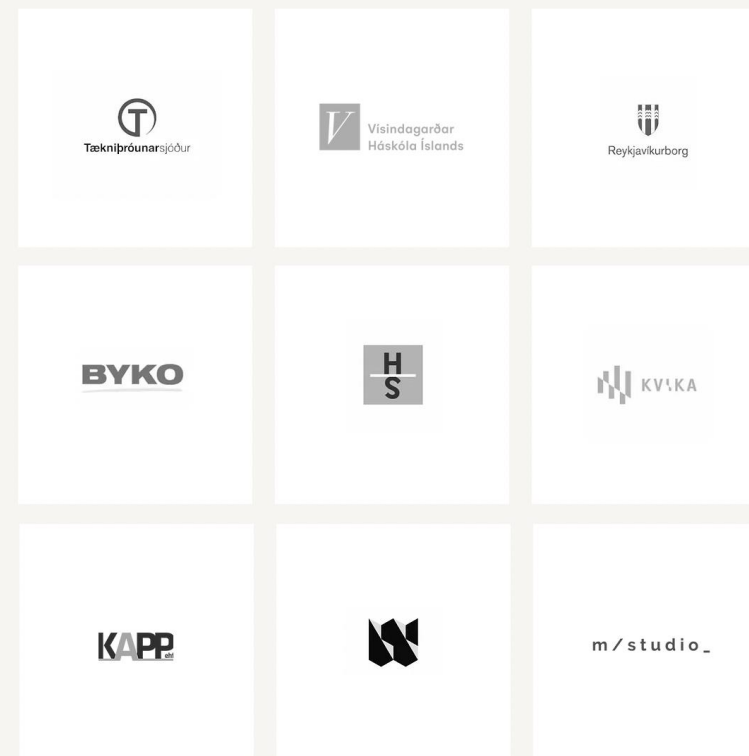 T
Tækniþróunarsjóður
V
Vísindagarðar
Háskóla Íslands
Reykjavíkurborg
BYKO
H
S
KVIKA
KAPP
ehf
m/studio_